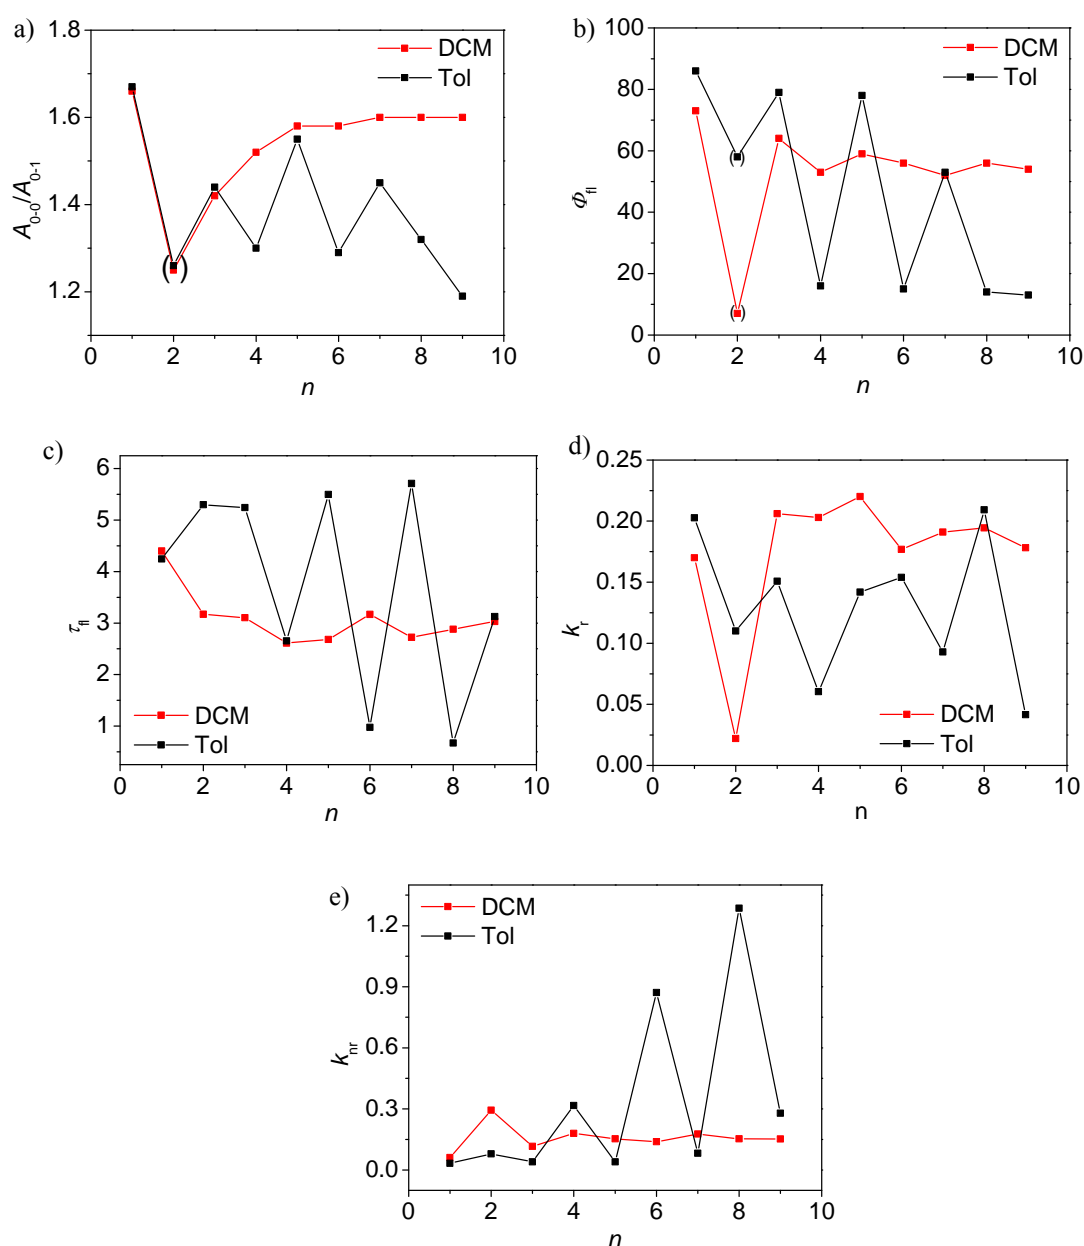 a)
1.8
1.6
1.4
1.2
A0-0/A0-1
DCM
Tol
( )
0 2 4 6 8 10
n
b)
100
80
60
40
20
0
Φfl
DCM
Tol
( )
( )
0 2 4 6 8 10
n
c)
6
5
4
3
2
1
τfl
DCM
Tol
0 2 4 6 8 10
n
d)
0.25
0.20
0.15
0.10
0.05
0.00
kr
DCM
Tol
0 2 4 6 8 10
n
e)
1.2
0.9
0.6
0.3
0.0
knr
DCM
Tol
0 2 4 6 8 10
n